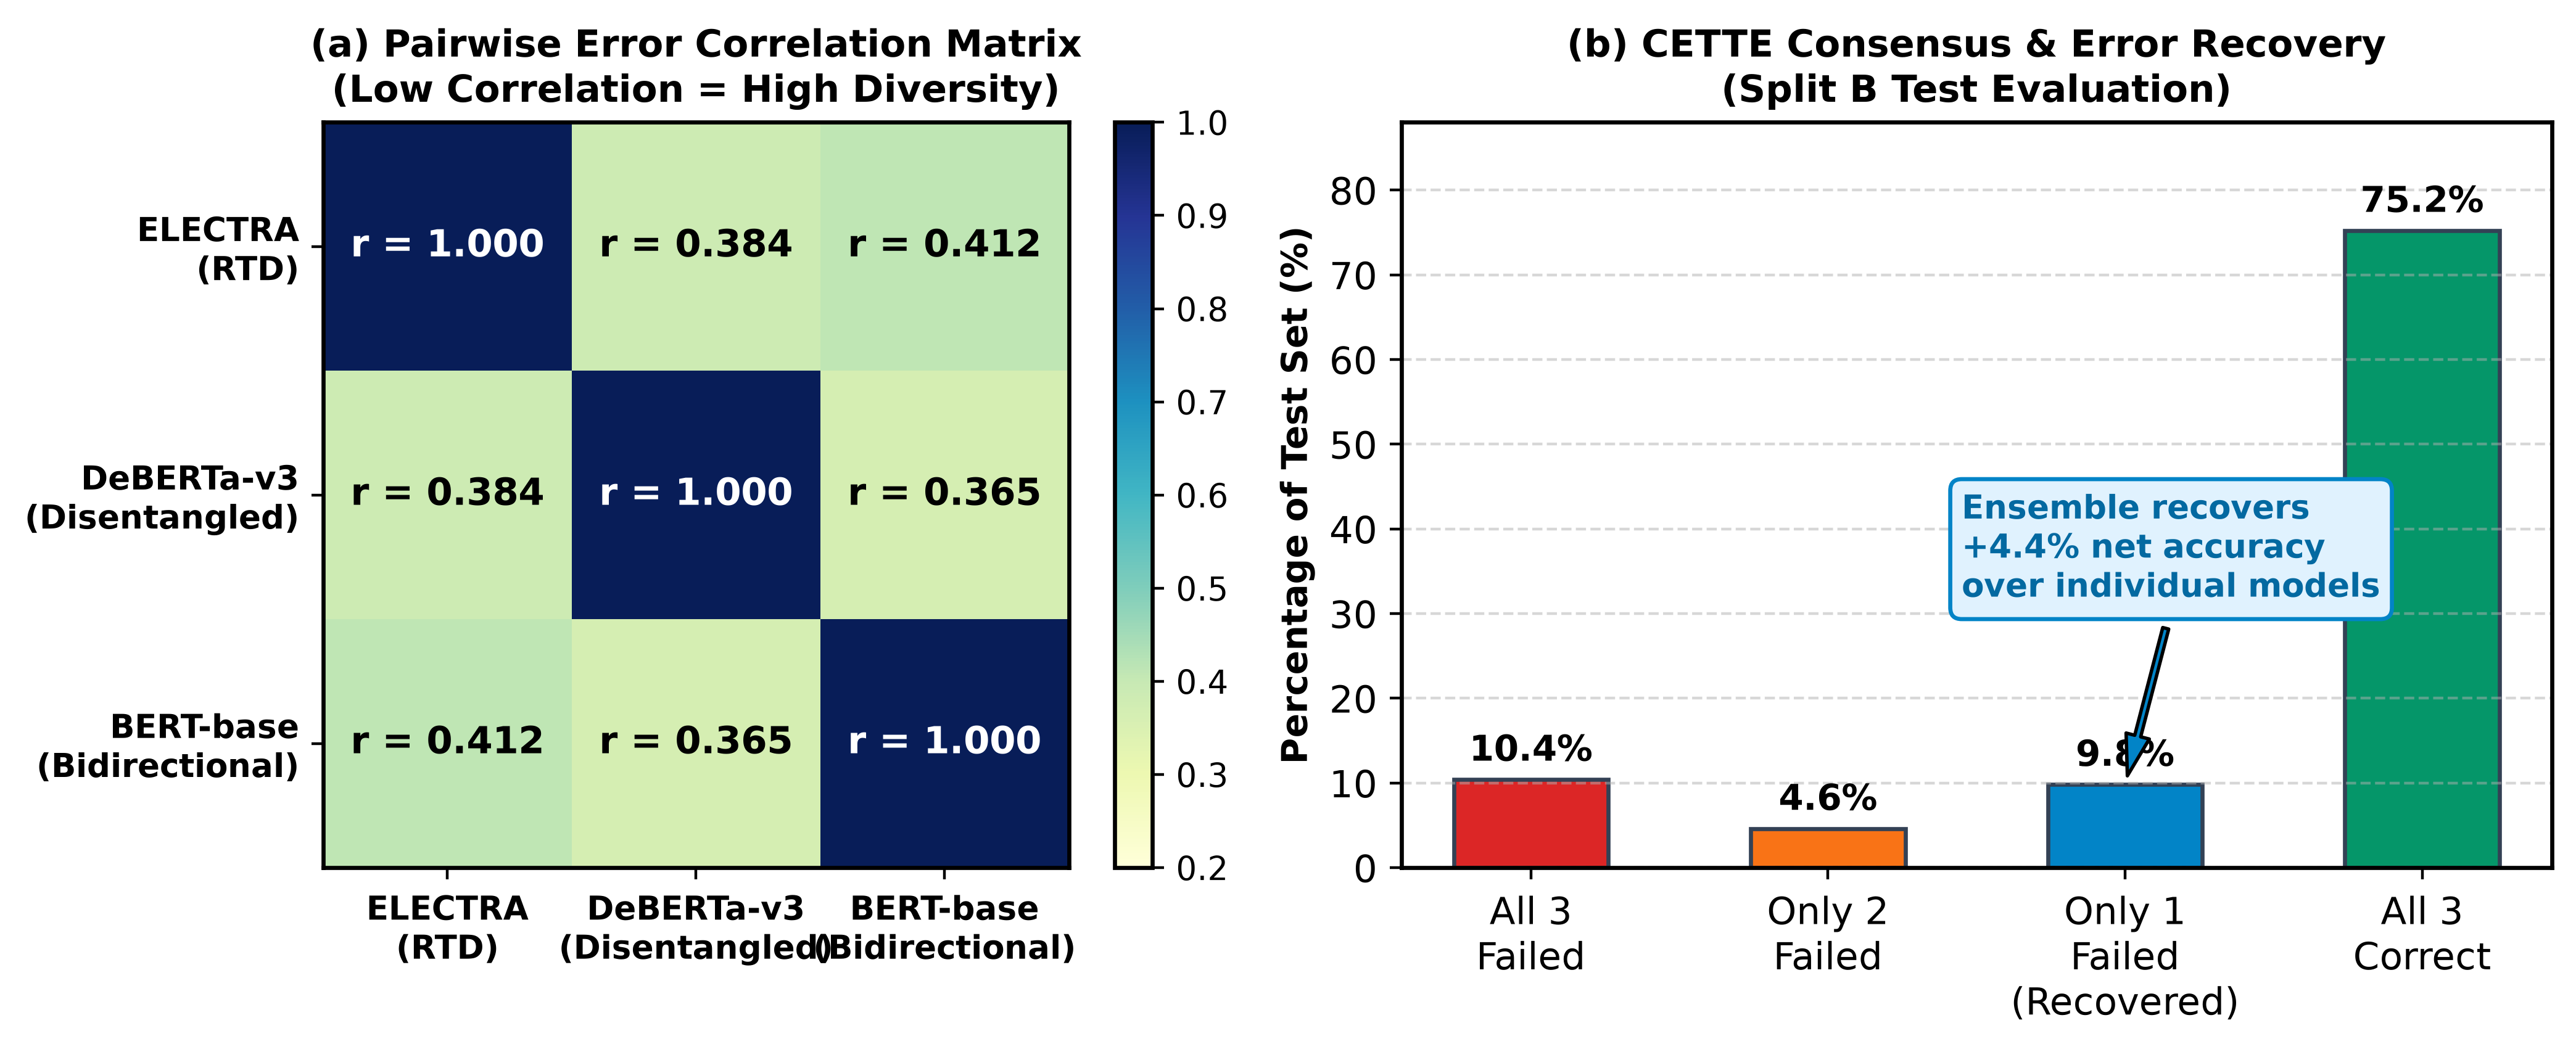 (a) Pairwise Error Correlation Matrix
(Low Correlation = High Diversity)
ELECTRA
(RTD)
DeBERTa-v3
(Disentangled)
BERT-base
(Bidirectional)
r = 1.000
r = 0.384
r = 0.412
r = 0.384
r = 1.000
r = 0.365
r = 0.412
r = 0.365
r = 1.000
ELECTRA
(RTD)
DeBERTa-v3
(Disentangled)
BERT-base
(Bidirectional)
1.0
0.9
0.8
0.7
0.6
0.5
0.4
0.3
0.2
(b) CETTE Consensus & Error Recovery
(Split B Test Evaluation)
Percentage of Test Set (%)
80
70
60
50
40
30
20
10
0
10.4%
4.6%
9.8%
75.2%
Ensemble recovers
+4.4% net accuracy
over individual models
All 3
Failed
Only 2
Failed
Only 1
Failed
(Recovered)
All 3
Correct